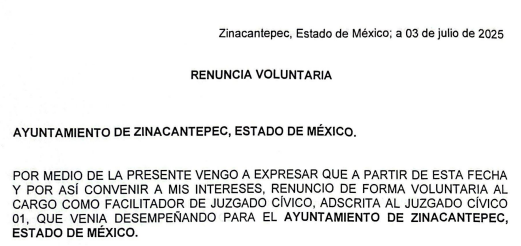 Zinacantepec, Estado de México; a 03 de julio de 2025
RENUNCIA VOLUNTARIA
AYUNTAMIENTO DE ZINACANTEPEC, ESTADO DE MÉXICO.
POR MEDIO DE LA PRESENTE VENGO A EXPRESAR QUE A PARTIR DE ESTA FECHA
Y POR ASÍ CONVENIR A MIS INTERESES, RENUNCIO DE FORMA VOLUNTARIA AL
CARGO COMO FACILITADOR DE JUZGADO CÍVICO, ADSCRITA AL JUZGADO CÍVICO
01, QUE VENIA DESEMPEÑANDO PARA EL AYUNTAMIENTO DE ZINACANTEPEC,
ESTADO DE MÉXICO.